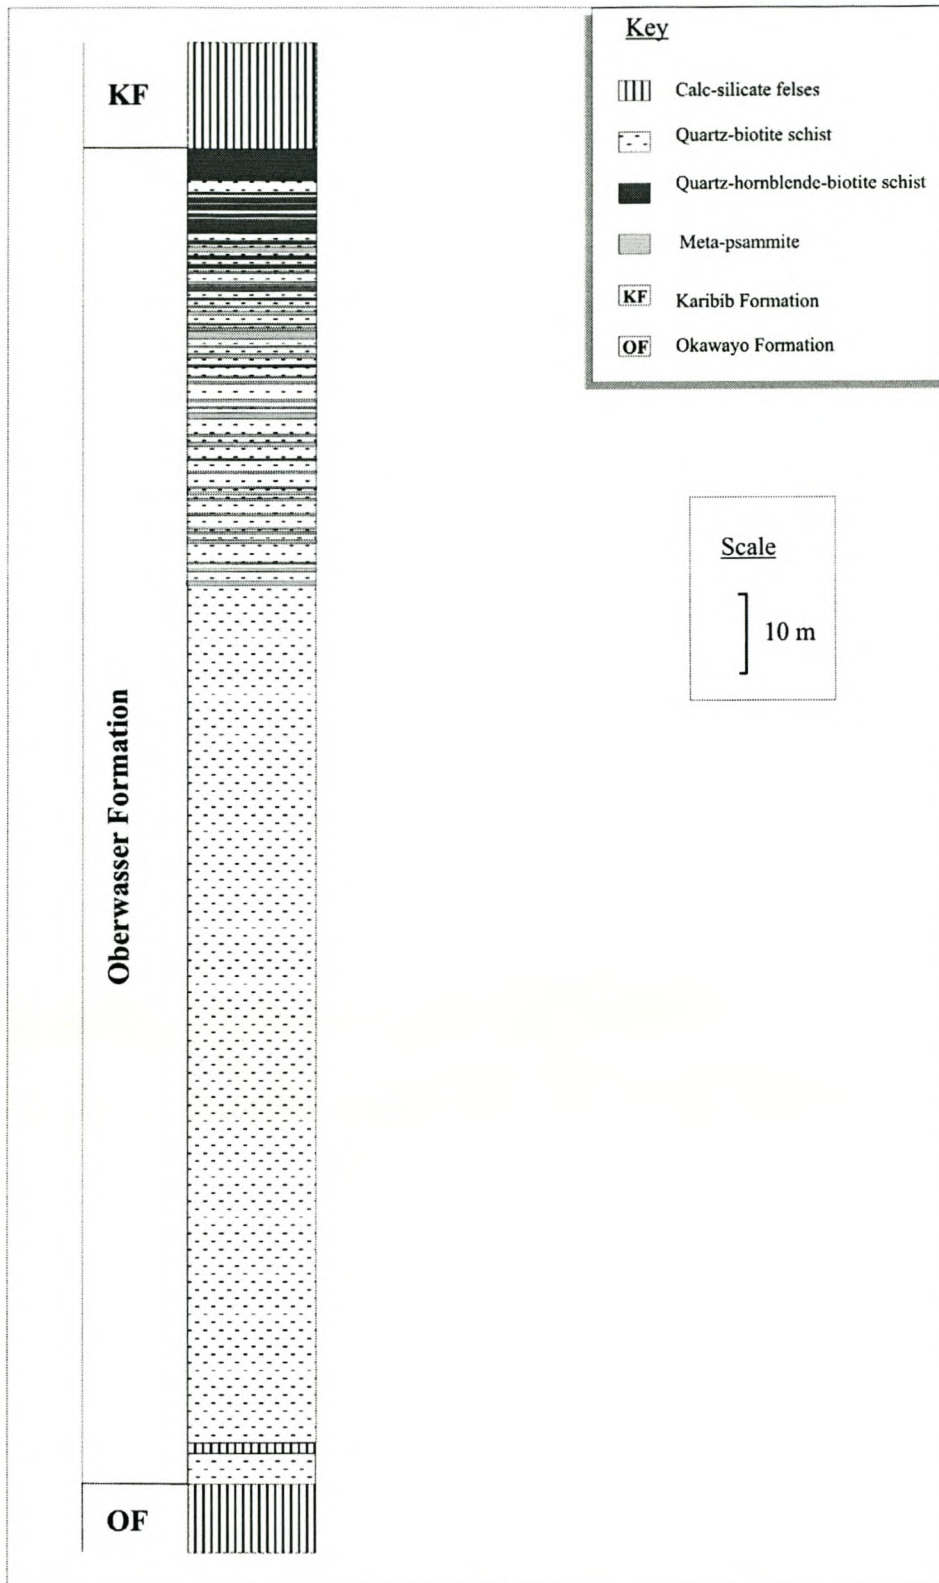 KF
Oberwasser Formation
OF
Key
Calc-silicate felses
Quartz-biotite schist
Quartz-hornblende-biotite schist
Meta-psammite
KF Karibib Formation
OF Okawayo Formation
Scale
10 m